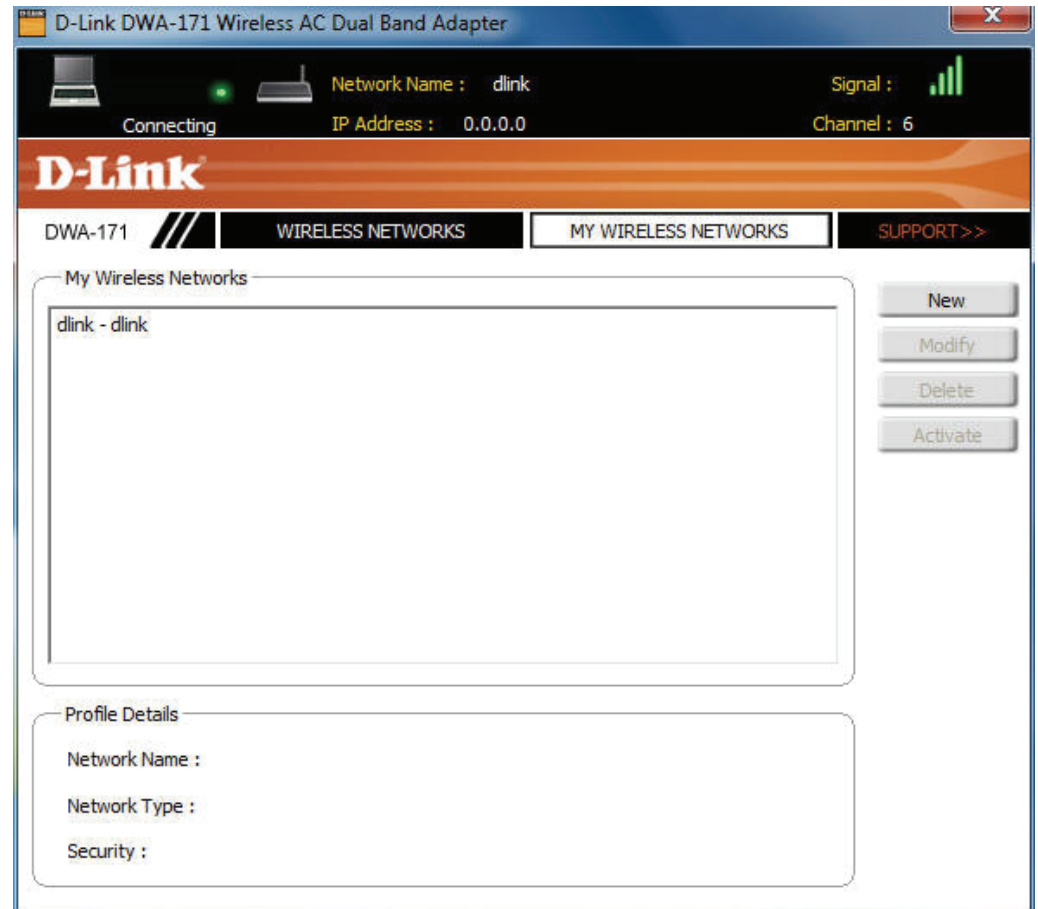 D-Link DWA-171 Wireless AC Dual Band Adapter
Network Name : dlink Signal :
Connecting IP Address : 0.0.0.0 Channel : 6
D-Link
DWA-171 WIRELESS NETWORKS MY WIRELESS NETWORKS SUPPORT>>
My Wireless Networks
New
dlink - dlink
Modify
Delete
Activate
Profile Details
Network Name :
Network Type :
Security :